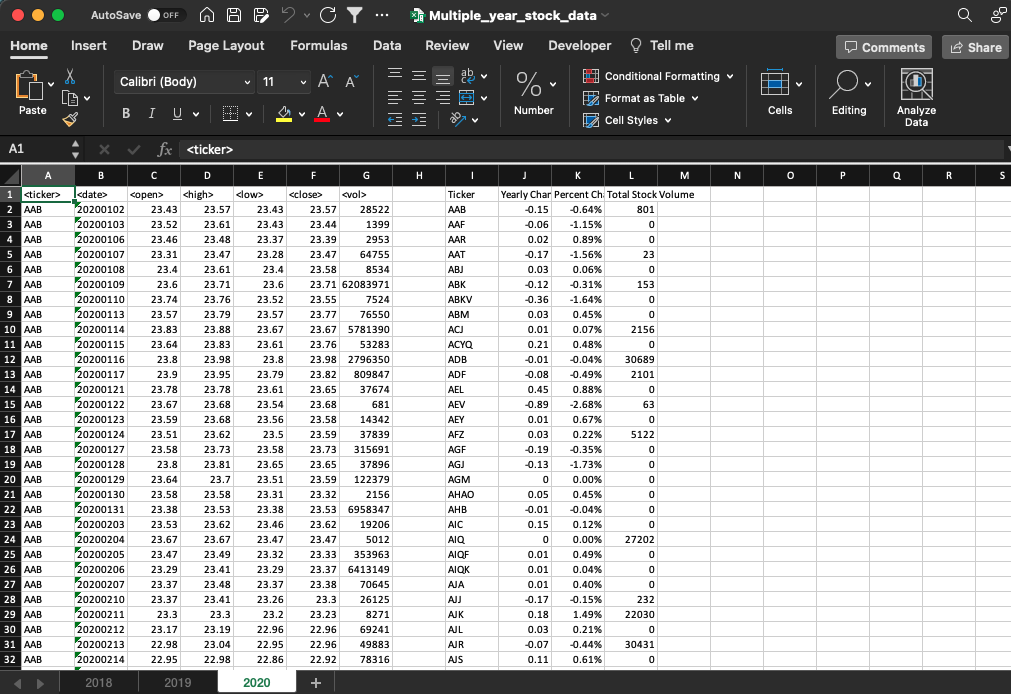 AutoSave OFF Multiple_year_stock_data
Home Insert Draw Page Layout Formulas Data Review View Developer Tell me Comments Share
Paste Calibri (Body) 11 A A B I U A ab % Number Conditional Formatting Format as Table Cell Styles Cells Editing Analyze Data
A1 fx <ticker>
A B C D E F G H I J K L M N O P Q R S
1 <ticker> <date> <open> <high> <low> <close> <vol> Ticker Yearly Chan Percent Cha Total Stock Volume
2 AAB 20200102 23.43 23.57 23.43 23.57 28522 AAB -0.15 -0.64% 801
3 AAB 20200103 23.52 23.61 23.43 23.44 1399 AAF -0.06 -1.15% 0
4 AAB 20200106 23.46 23.48 23.37 23.39 2953 AAR 0.02 0.89% 0
5 AAB 20200107 23.31 23.47 23.28 23.47 64755 AAT -0.17 -1.56% 23
6 AAB 20200108 23.4 23.61 23.4 23.58 8534 ABJ 0.03 0.06% 0
7 AAB 20200109 23.6 23.71 23.6 23.71 62083971 ABK -0.12 -0.31% 153
8 AAB 20200110 23.74 23.76 23.52 23.55 7524 ABKV -0.36 -1.64% 0
9 AAB 20200113 23.57 23.79 23.57 23.77 76550 ABM 0.03 0.45% 0
10 AAB 20200114 23.83 23.88 23.67 23.67 5781390 ACJ 0.01 0.07% 2156
11 AAB 20200115 23.64 23.83 23.61 23.76 53283 ACYQ 0.21 0.48% 0
12 AAB 20200116 23.8 23.98 23.8 23.98 2796350 ADB -0.01 -0.04% 30689
13 AAB 20200117 23.9 23.95 23.79 23.82 809847 ADF -0.08 -0.49% 2101
14 AAB 20200121 23.78 23.78 23.61 23.65 37674 AEL 0.45 0.88% 0
15 AAB 20200122 23.67 23.68 23.54 23.68 681 AEV -0.89 -2.68% 63
16 AAB 20200123 23.59 23.68 23.56 23.58 14342 AEY 0.01 0.67% 0
17 AAB 20200124 23.51 23.62 23.5 23.59 37839 AFZ 0.03 0.22% 5122
18 AAB 20200127 23.58 23.73 23.58 23.73 315691 AGF -0.19 -0.35% 0
19 AAB 20200128 23.8 23.81 23.65 23.65 37896 AGJ -0.13 -1.73% 0
20 AAB 20200129 23.64 23.7 23.51 23.59 122379 AGM 0 0.00% 0
21 AAB 20200130 23.58 23.58 23.31 23.32 2156 AHAO 0.05 0.45% 0
22 AAB 20200131 23.38 23.53 23.38 23.53 6958347 AHB -0.01 -0.04% 0
23 AAB 20200203 23.53 23.62 23.46 23.62 19206 AIC 0.15 0.12% 0
24 AAB 20200204 23.67 23.67 23.47 23.47 5012 AIQ 0 0.00% 27202
25 AAB 20200205 23.47 23.49 23.32 23.33 353963 AIQF 0.01 0.49% 0
26 AAB 20200206 23.29 23.41 23.29 23.37 6413149 AIQK 0.01 0.04% 0
27 AAB 20200207 23.37 23.48 23.37 23.38 70645 AJA 0.01 0.40% 0
28 AAB 20200210 23.37 23.41 23.26 23.3 26125 AJJ -0.17 -0.15% 232
29 AAB 20200211 23.3 23.3 23.2 23.23 8271 AJK 0.18 1.49% 22030
30 AAB 20200212 23.17 23.19 22.96 22.96 69241 AJL 0.03 0.21% 0
31 AAB 20200213 22.98 23.04 22.95 22.96 49883 AJR -0.07 -0.44% 30431
32 AAB 20200214 22.95 22.98 22.86 22.92 78316 AJS 0.11 0.61% 0
2018 2019 2020 +